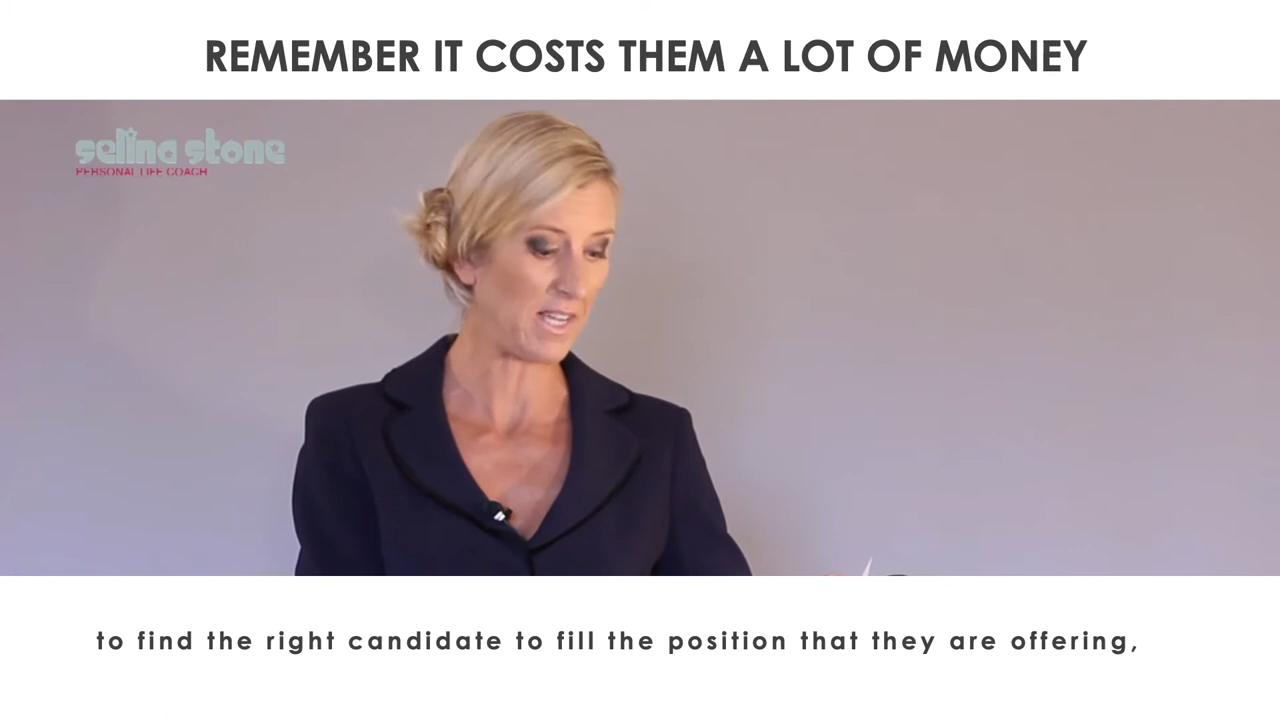 REMEMBER IT COSTS THEM A LOT OF MONEY
selina stone
PERSONAL LIFE COACH
to find the right candidate to fill the position that they are offering,